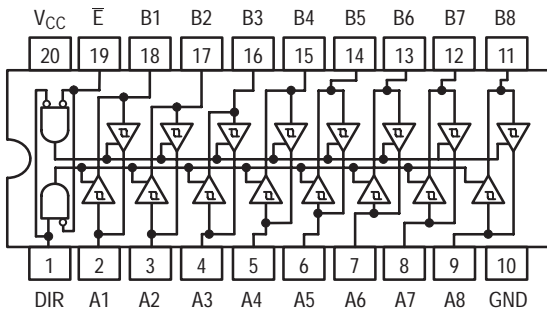 V_CC E̅ B1 B2 B3 B4 B5 B6 B7 B8
20 19 18 17 16 15 14 13 12 11
1 2 3 4 5 6 7 8 9 10
DIR A1 A2 A3 A4 A5 A6 A7 A8 GND